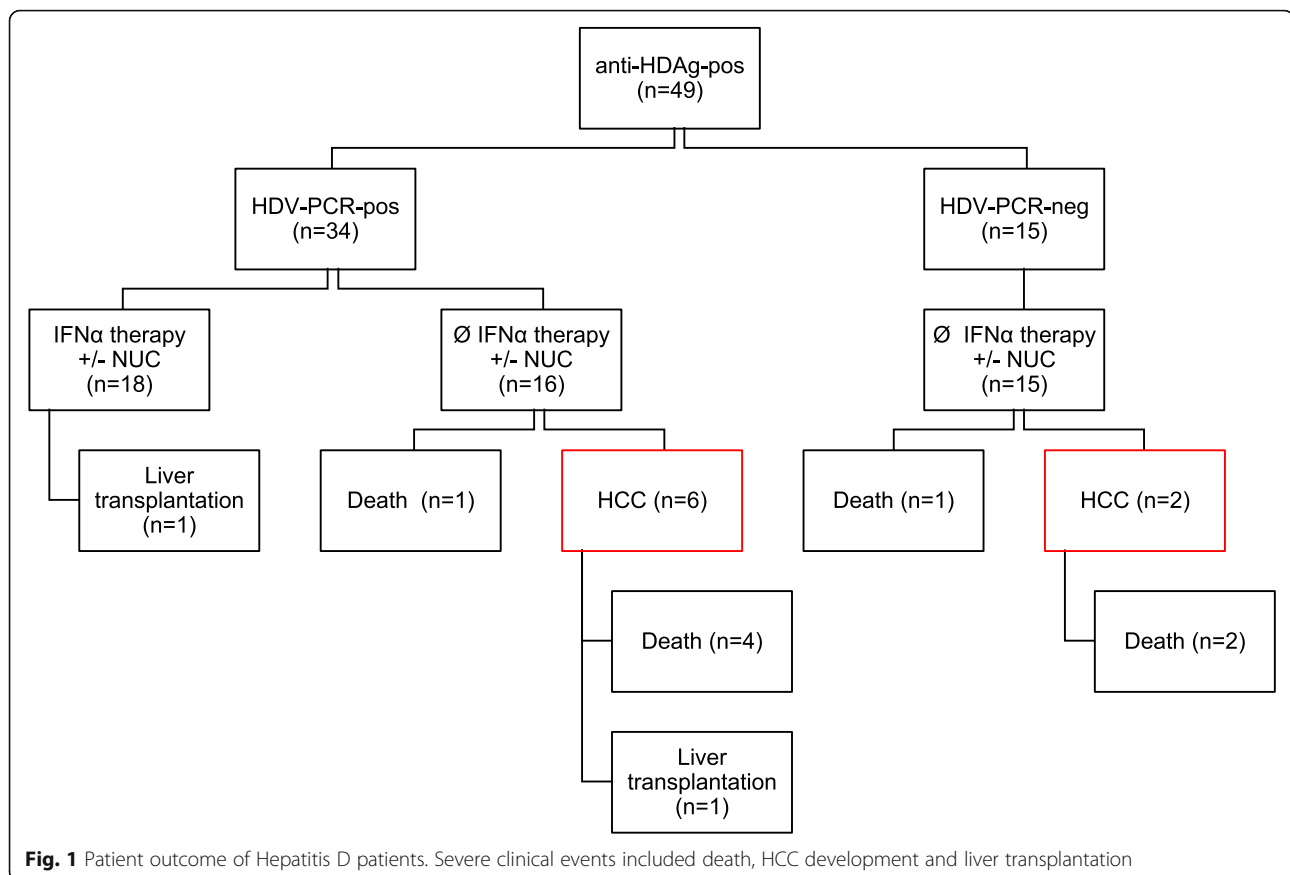 anti-HDAg-pos
(n=49)
HDV-PCR-pos
(n=34)
HDV-PCR-neg
(n=15)
IFNα therapy
+/- NUC
(n=18)
Ø IFNα therapy
+/- NUC
(n=16)
Ø IFNα therapy
+/- NUC
(n=15)
Liver
transplantation
(n=1)
Death (n=1)
HCC (n=6)
Death (n=1)
HCC (n=2)
Death (n=4)
Death (n=2)
Liver
transplantation
(n=1)
Fig. 1 Patient outcome of Hepatitis D patients. Severe clinical events included death, HCC development and liver transplantation